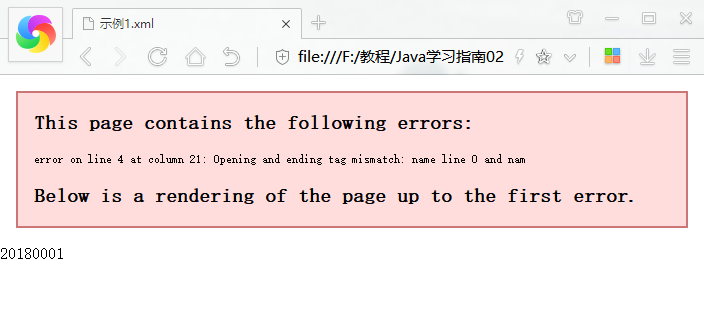 示例1.xml
file:///F:/教程/Java学习指南02
This page contains the following errors:
error on line 4 at column 21: Opening and ending tag mismatch: name line 0 and nam
Below is a rendering of the page up to the first error.
20180001